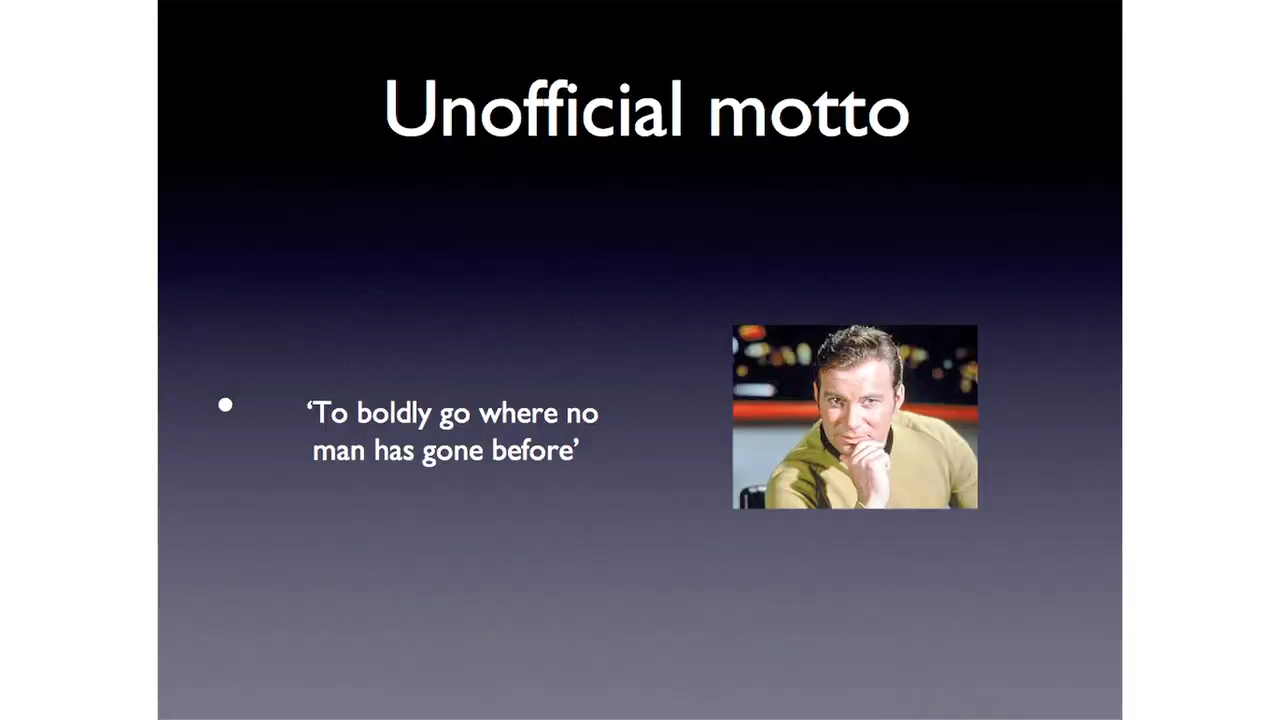 Unofficial motto
• ‘To boldly go where no
man has gone before’